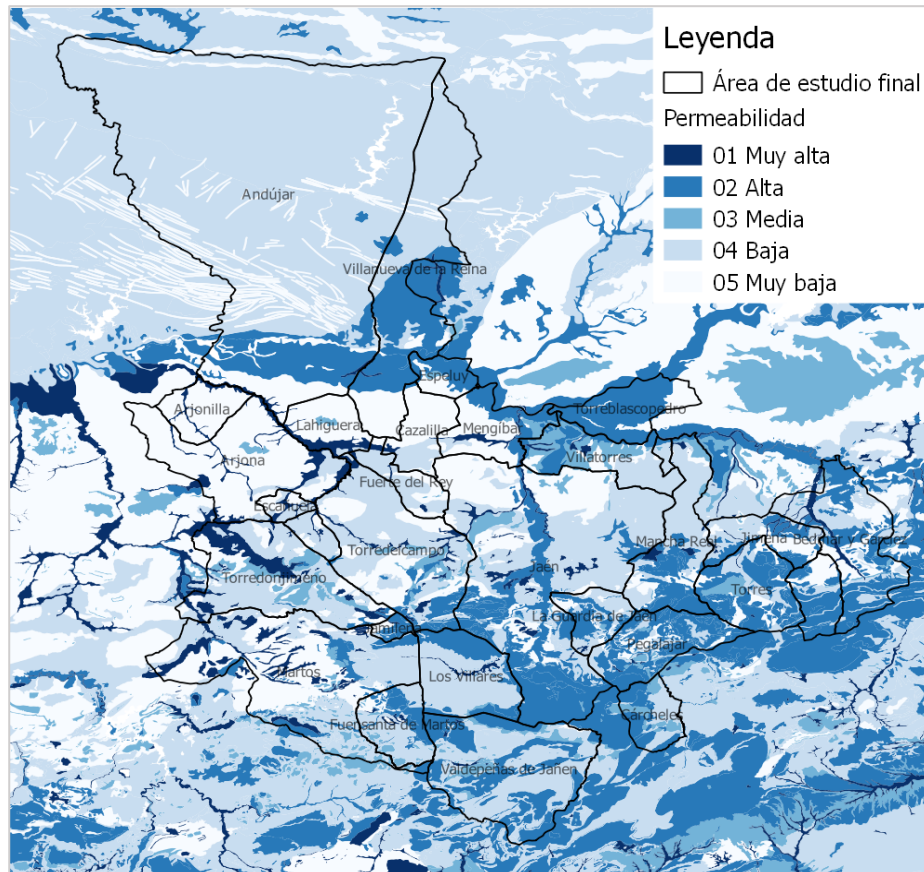 Leyenda
Área de estudio final
Permeabilidad
01 Muy alta
02 Alta
03 Media
04 Baja
05 Muy baja
Andújar
Villanueva de la Reina
Espeluy
Arjonilla
Torreblascopedro
Lahiguera
Cazalilla
Mengíbar
Arjona
Villatorres
Fuerte del Rey
Escañuela
Torredelcampo
Mancha Real
Jimena
Bedmar y Garcíez
Jaén
Torredonjimeno
Torres
La Guardia de Jaén
Jamilena
Pegalajar
Martos
Los Villares
Cárcheles
Fuensanta de Martos
Valdepeñas de Jahen